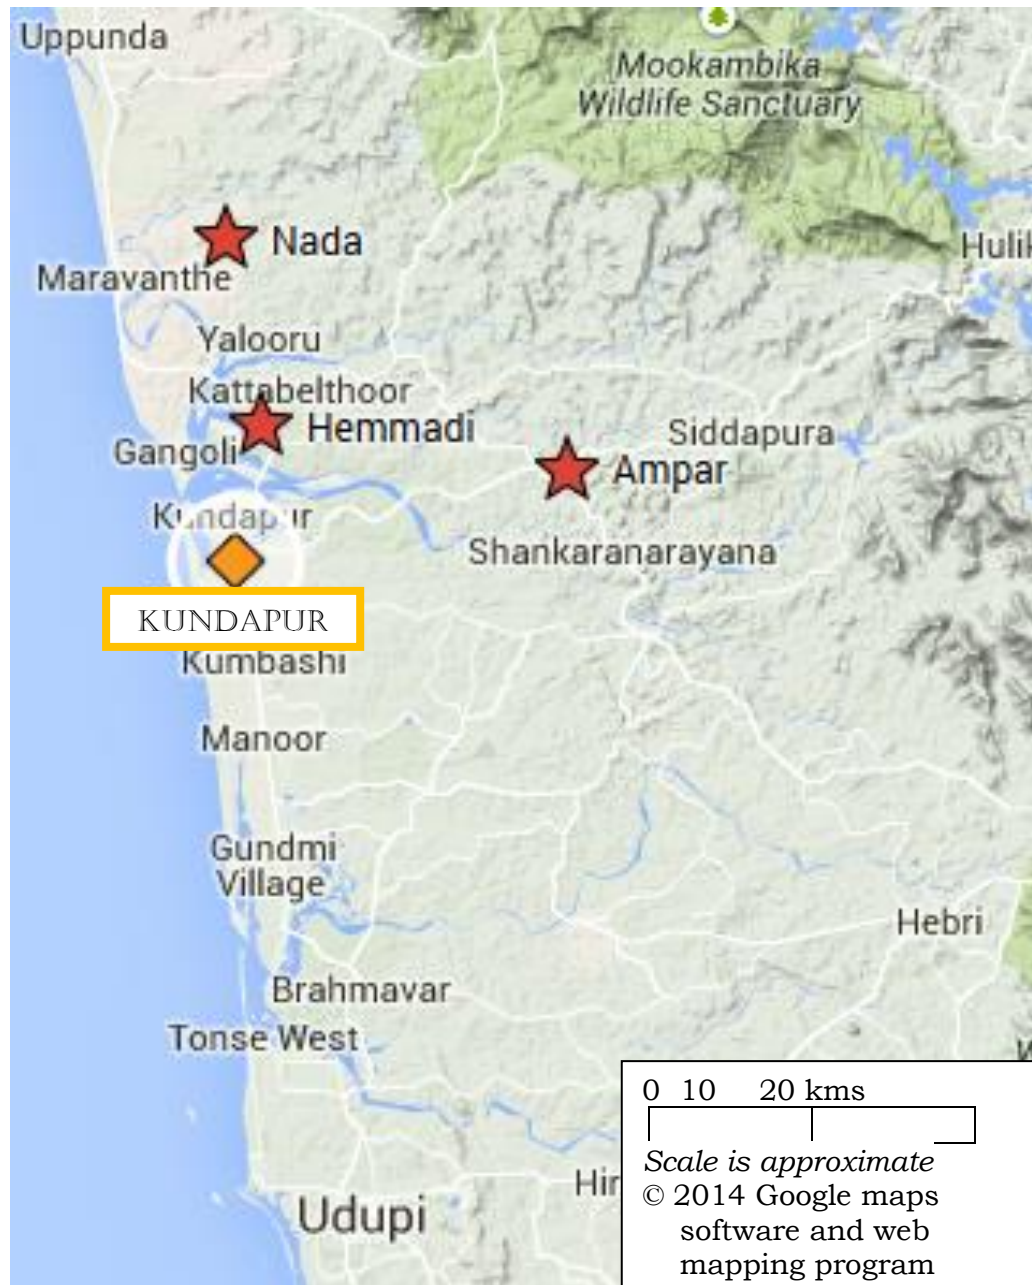 Uppunda
Mookambika
Wildlife Sanctuary
Nada
Hulik
Maravanthe
Yalooru
Kattabelthoor
Hemmadi
Siddapura
Gangoli
Ampar
Kundapur
Shankaranarayana
KUNDAPUR
Kumbashi
Manoor
Gundmi
Village
Hebri
Brahmavar
Tonse West
0 10 20 kms
Scale is approximate
© 2014 Google maps
software and web
mapping program
Hir
Udupi